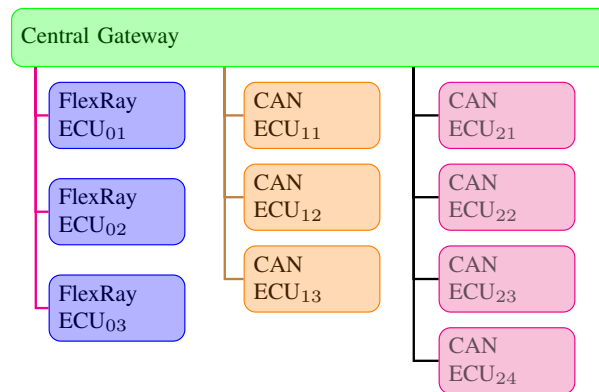 Central Gateway
FlexRay
ECU₀₁
FlexRay
ECU₀₂
FlexRay
ECU₀₃
CAN
ECU₁₁
CAN
ECU₁₂
CAN
ECU₁₃
CAN
ECU₂₁
CAN
ECU₂₂
CAN
ECU₂₃
CAN
ECU₂₄